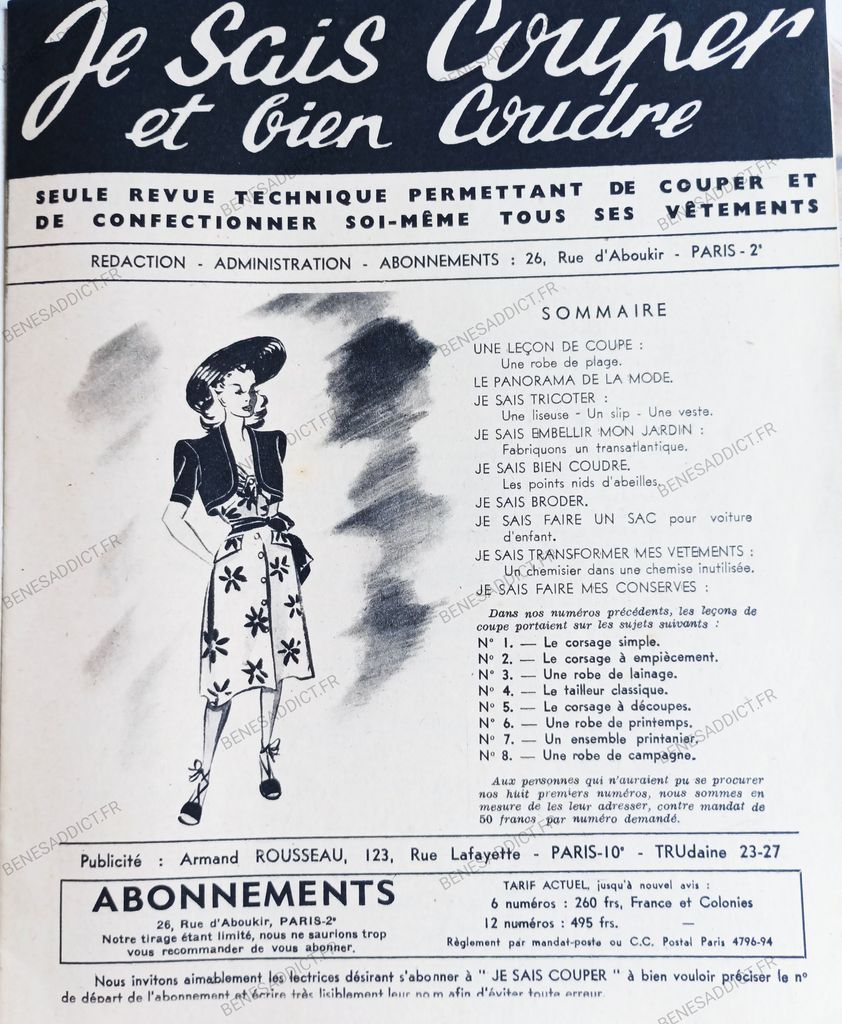 Je Sais Couper
et bien Coudre
SEULE REVUE TECHNIQUE PERMETTANT DE COUPER ET
DE CONFECTIONNER SOI-MÊME TOUS SES VÊTEMENTS
REDACTION - ADMINISTRATION - ABONNEMENTS : 26, Rue d'Aboukir - PARIS - 2e
SOMMAIRE
UNE LEÇON DE COUPE :
Une robe de plage.
LE PANORAMA DE LA MODE.
JE SAIS TRICOTER :
Une liseuse - Un slip - Une veste.
JE SAIS EMBELLIR MON JARDIN :
Fabriquons un transatlantique.
JE SAIS BIEN COUDRE.
Les points nids d'abeilles.
JE SAIS BRODER.
JE SAIS FAIRE UN SAC pour voiture
d'enfant.
JE SAIS TRANSFORMER MES VETEMENTS :
Un chemisier dans une chemise inutilisée.
JE SAIS FAIRE MES CONSERVES :
Dans nos numéros précédents, les leçons de
coupe portaient sur les sujets suivants :
N° 1. — Le corsage simple.
N° 2. — Le corsage à empiècement.
N° 3. — Une robe de lainage.
N° 4. — Le tailleur classique.
N° 5. — Le corsage à découpes.
N° 6. — Une robe de printemps.
N° 7. — Un ensemble printanier.
N° 8. — Une robe de campagne.
Aux personnes qui n'auraient pu se procurer
nos huit premiers numéros, nous sommes en
mesure de les leur adresser, contre mandat de
50 francs par numéro demandé.
Publicité : Armand ROUSSEAU, 123, Rue Lafayette - PARIS-10e - TRUdaine 23-27
ABONNEMENTS
26, Rue d'Aboukir, PARIS-2e
Notre tirage étant limité, nous ne saurions trop
vous recommander de vous abonner.
TARIF ACTUEL, jusqu'à nouvel avis :
6 numéros : 260 frs, France et Colonies
12 numéros : 495 frs. —
Règlement par mandat-poste ou C.C. Postal Paris 4796-94
Nous invitons aimablement les lectrices désirant s'abonner à " JE SAIS COUPER " à bien vouloir préciser le n°
de départ de l'abonnement et écrire très lisiblement leur nom afin d'éviter toute erreur.
BENESADDICT.FR